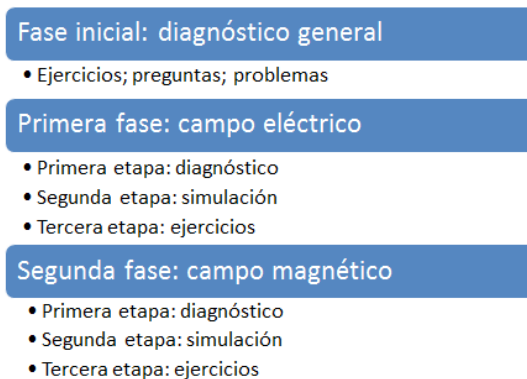 Fase inicial: diagnóstico general
• Ejercicios; preguntas; problemas
Primera fase: campo eléctrico
• Primera etapa: diagnóstico
• Segunda etapa: simulación
• Tercera etapa: ejercicios
Segunda fase: campo magnético
• Primera etapa: diagnóstico
• Segunda etapa: simulación
• Tercera etapa: ejercicios